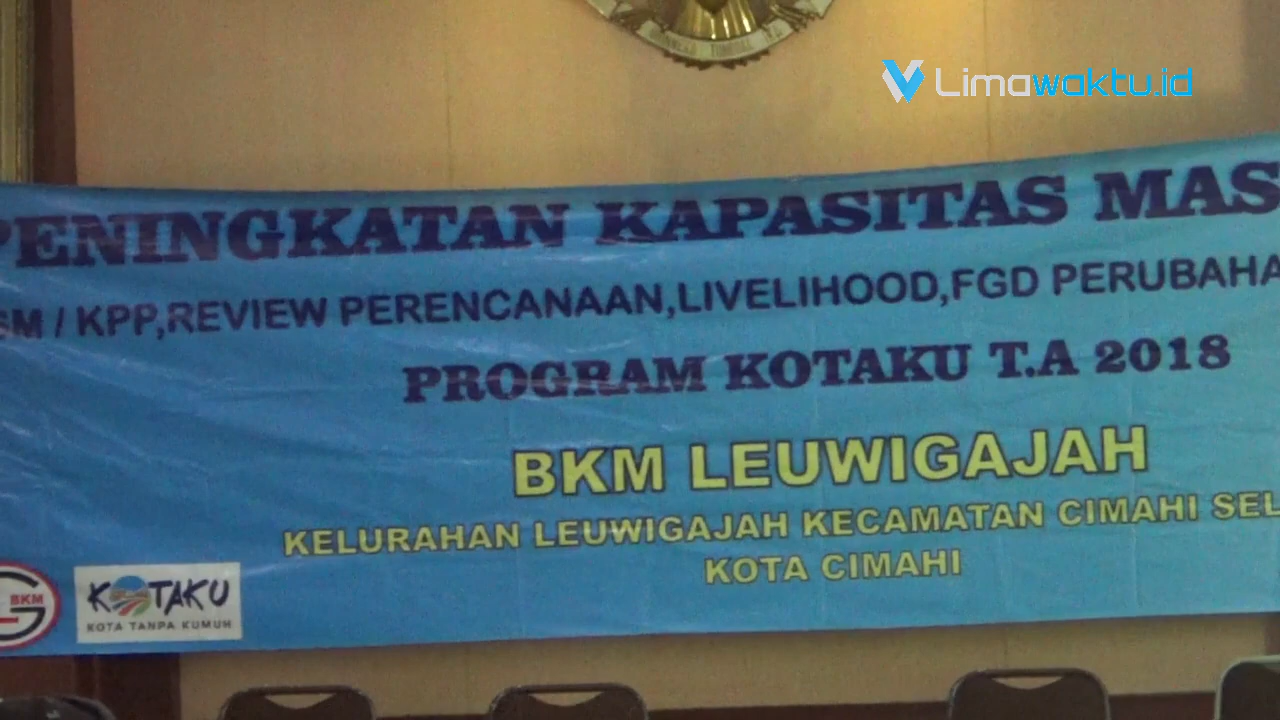 Limawaktu.id
PENINGKATAN KAPASITAS MAS
SM / KPP,REVIEW PERENCANAAN,LIVELIHOOD,FGD PERUBAHA
PROGRAM KOTAKU T.A 2018
BKM LEUWIGAJAH
KELURAHAN LEUWIGAJAH KECAMATAN CIMAHI SEL
KOTA CIMAHI
BKM
KOTAKU
KOTA TANPA KUMUH